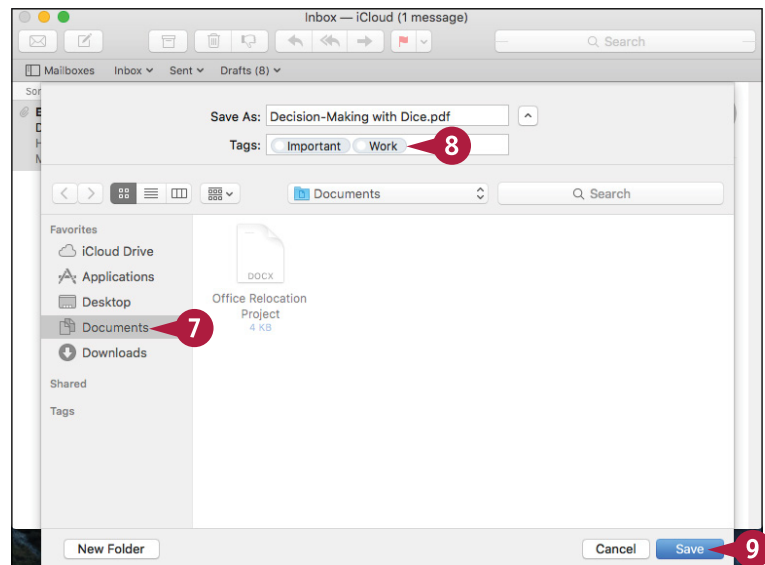 Inbox — iCloud (1 message)
Search
Mailboxes Inbox Sent Drafts (8)
Sor
E
D
H
M
Save As: Decision-Making with Dice.pdf
Tags: Important Work 8
Documents Search
Favorites
iCloud Drive
Applications
Desktop
Documents 7
Downloads
Shared
Tags
DOCX
Office Relocation
Project
4 KB
New Folder Cancel Save 9